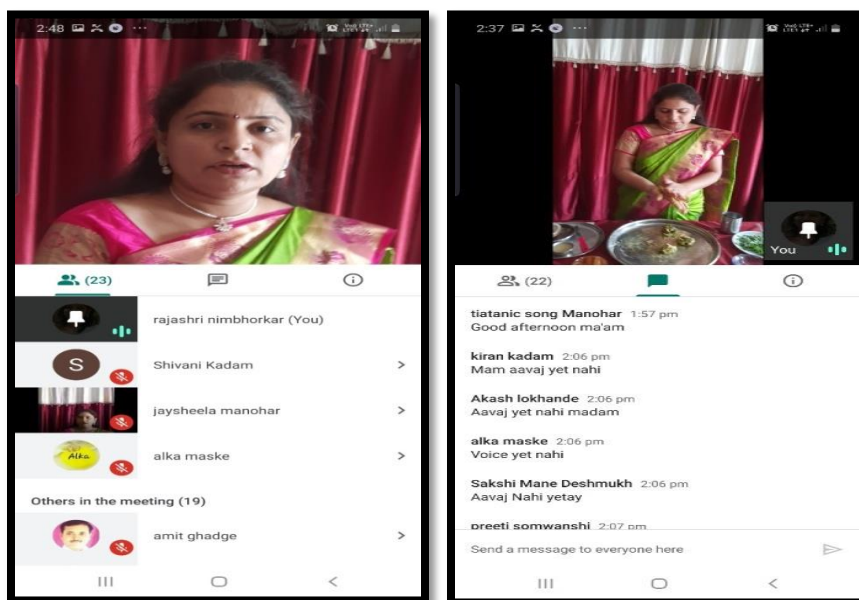 2:48
(23)
rajashri nimbhorkar (You)
S
Shivani Kadam
jaysheela manohar
Alka
alka maske
Others in the meeting (19)
amit ghadge
2:37
You
(22)
tiatanic song Manohar 1:57 pm
Good afternoon ma'am
kiran kadam 2:06 pm
Mam aavaj yet nahi
Akash lokhande 2:06 pm
Aavaj yet nahi madam
alka maske 2:06 pm
Voice yet nahi
Sakshi Mane Deshmukh 2:06 pm
Aavaj Nahi yetay
preeti somwanshi 2:07 pm
Send a message to everyone here